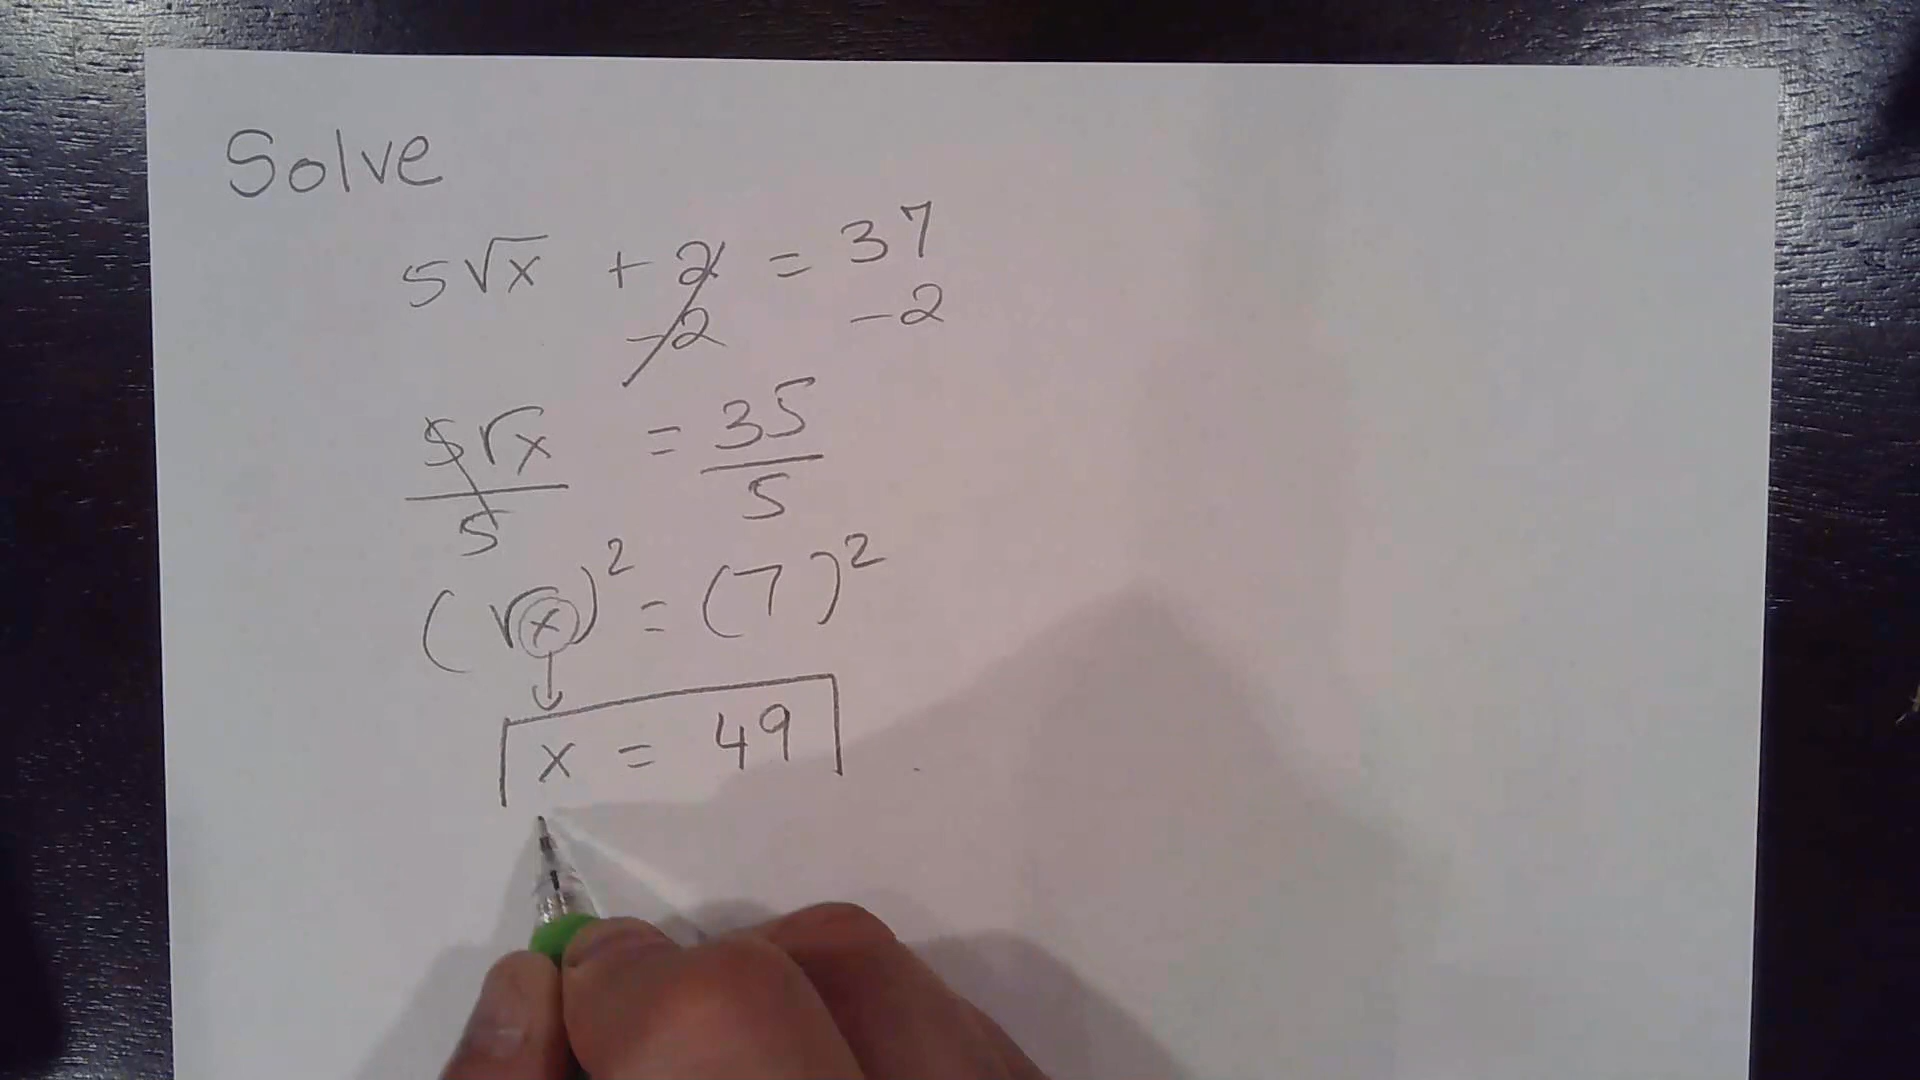 Solve
5√x + 2 = 37
-2 -2
5√x = 35
5 5
(√x)² = (7)²
x = 49